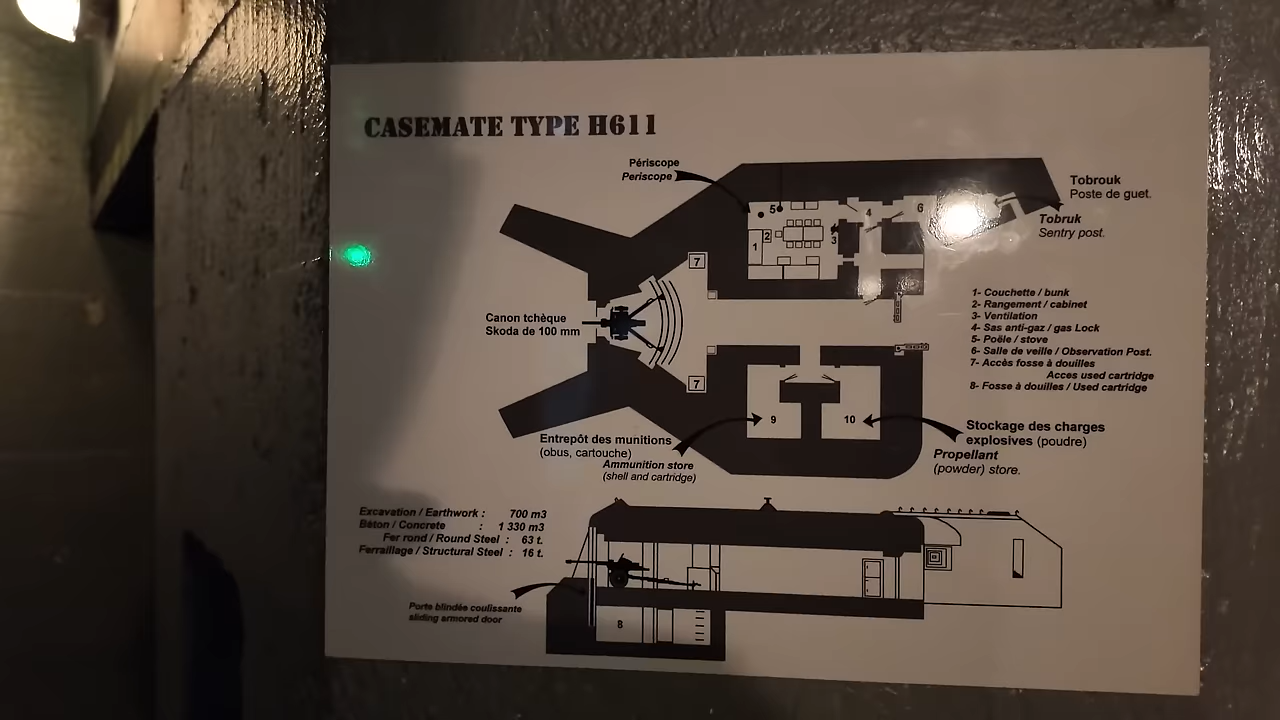 CASEMATE TYPE H611
Périscope
Periscope
Tobrouk
Poste de guet.
Tobruk
Sentry post.
5
4
6
2
1
3
7
Canon tchèque
Skoda de 100 mm
1- Couchette / bunk
2- Rangement / cabinet
3- Ventilation
4- Sas anti-gaz / gas Lock
5- Poêle / stove
6- Salle de veille / Observation Post.
7- Accès fosse à douilles
Acces used cartridge
8- Fosse à douilles / Used cartridge
7
9
10
Entrepôt des munitions
(obus, cartouche)
Ammunition store
(shell and cartridge)
Stockage des charges
explosives (poudre)
Propellant
(powder) store.
Excavation / Earthwork : 700 m3
Béton / Concrete : 1 330 m3
Fer rond / Round Steel : 63 t.
Ferraillage / Structural Steel : 16 t.
Porte blindée coulissante
sliding armored door
8